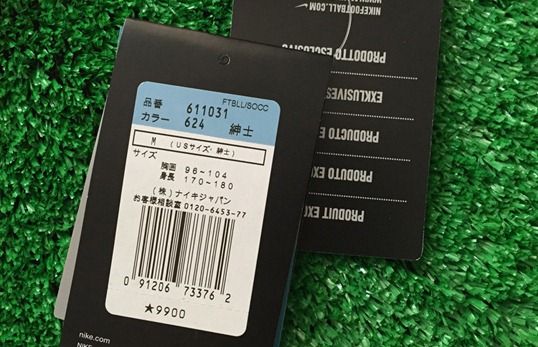 品番 611031 FTBLL/SOCC
カラー 624 紳士
M (USサイズ・紳士)
サイズ
胸囲 96-104
身長 170-180
(株)ナイキジャパン
お客様相談室 0120-6453-77
0 91206 73376 2
★9900
nike.com
NIKEFOOTBALL.COM
PRODOTTO ESCLUSIVO
EXKLUSIVES
PRODUCTO E
PRODUTO EX
PRODUIT EX